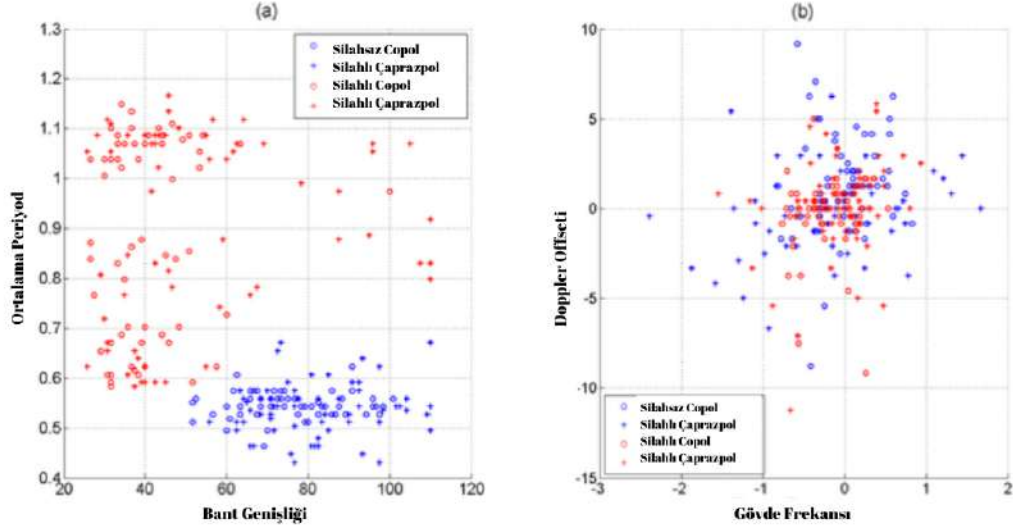 (a)
1.3
1.2
1.1
1
0.9
0.8
0.7
0.6
0.5
0.4
20
40
60
80
100
120
Ortalama Periyod
Bant Genişliği
Silahsız Copol
Silahlı Çaprazpol
Silahlı Copol
Silahlı Çaprazpol
(b)
10
5
0
-5
-10
-15
-3
-2
-1
0
1
2
Doppler Offseti
Gövde Frekansı
Silahsız Copol
Silahlı Çaprazpol
Silahlı Copol
Silahlı Çaprazpol